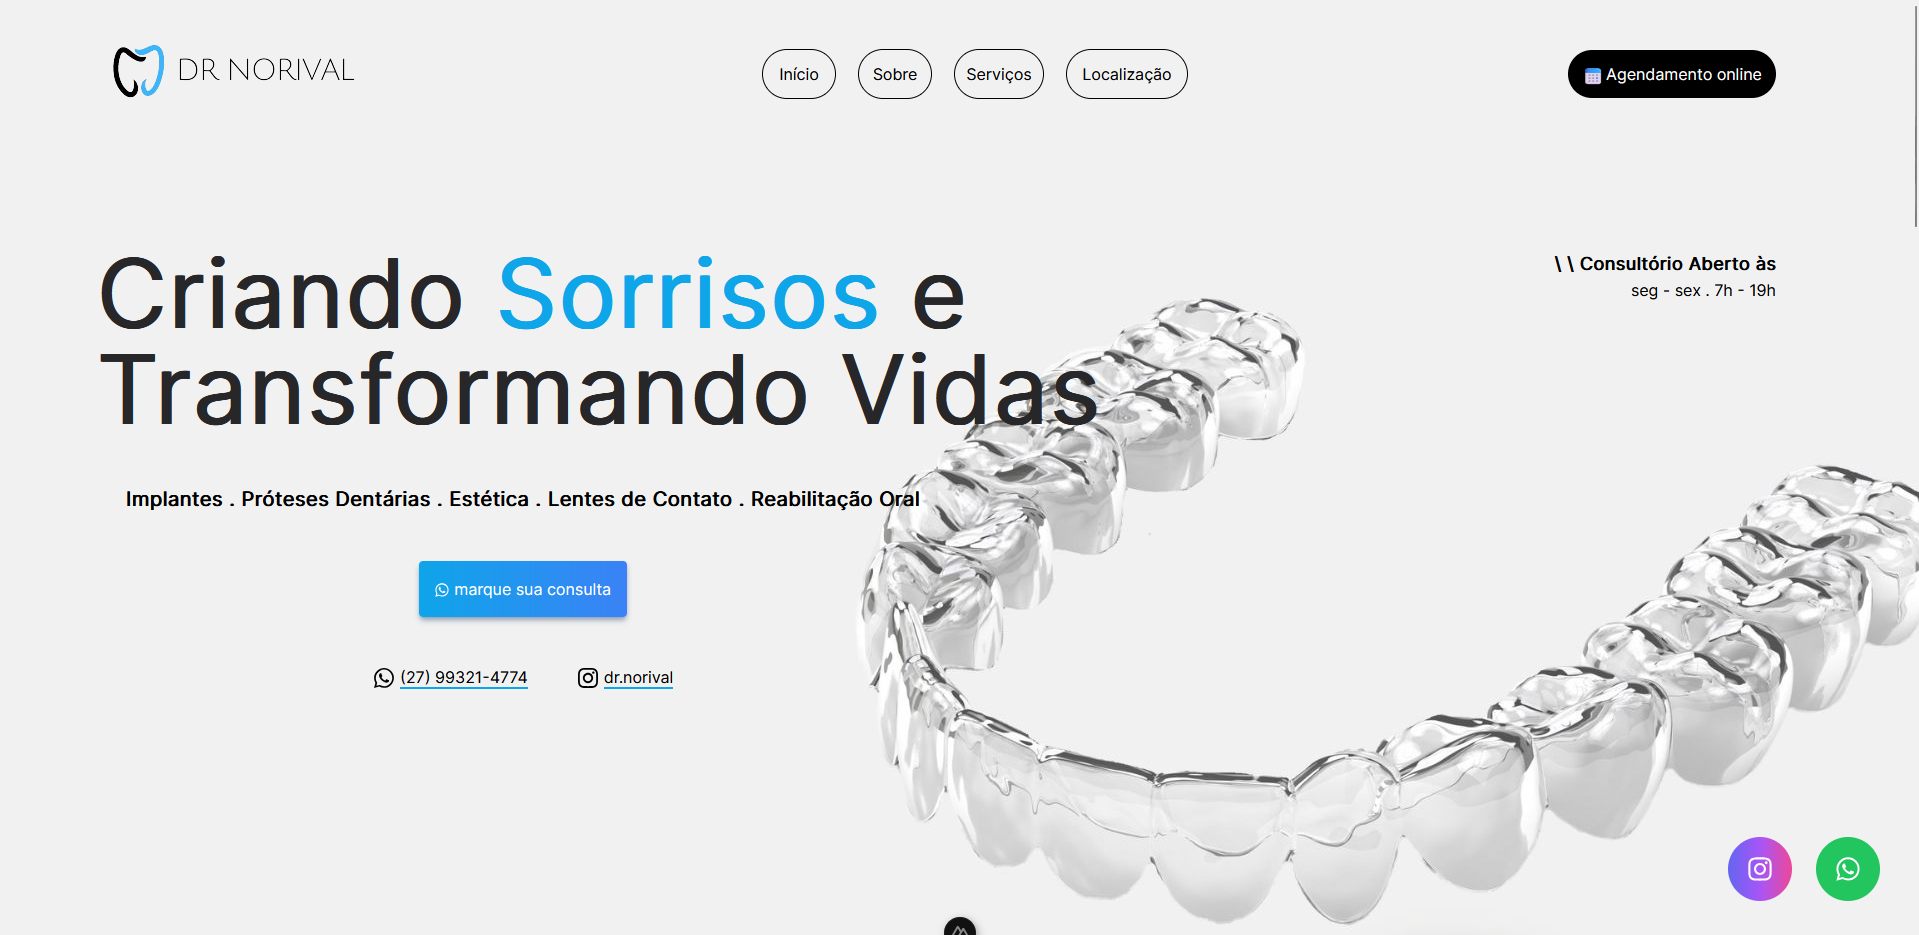 DR NORIVAL
Início
Sobre
Serviços
Localização
Agendamento online
Criando Sorrisos e
Transformando Vidas
\ \ Consultório Aberto às
seg - sex . 7h - 19h
Implantes . Próteses Dentárias . Estética . Lentes de Contato . Reabilitação Oral
marque sua consulta
(27) 99321-4774
dr.norival